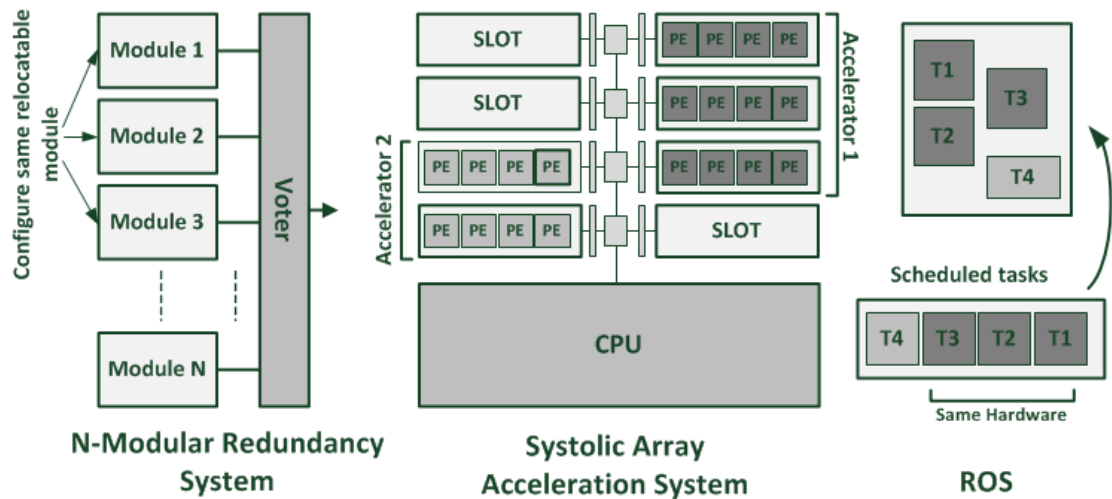 Configure same relocatable
module
Module 1
Module 2
Module 3
Module N
Voter
N-Modular Redundancy
System
SLOT
PE PE PE PE
SLOT
PE PE PE PE
Accelerator 1
Accelerator 2
PE PE PE PE
PE PE PE PE
PE PE PE PE
SLOT
CPU
Systolic Array
Acceleration System
T1
T3
T2
T4
Scheduled tasks
T4 T3 T2 T1
Same Hardware
ROS